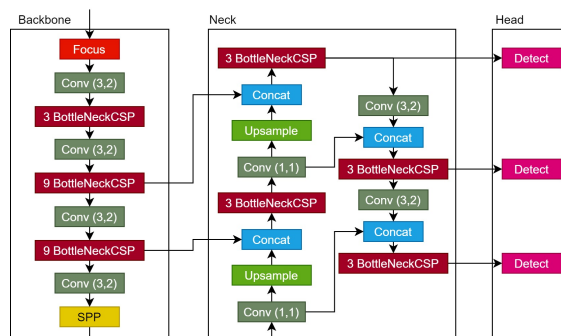 Backbone
Focus
Conv (3,2)
3 BottleNeckCSP
Conv (3,2)
9 BottleNeckCSP
Conv (3,2)
9 BottleNeckCSP
Conv (3,2)
SPP
Neck
3 BottleNeckCSP
Concat
Upsample
Conv (1,1)
3 BottleNeckCSP
Concat
Upsample
Conv (1,1)
Conv (3,2)
Concat
3 BottleNeckCSP
Conv (3,2)
Concat
3 BottleNeckCSP
Head
Detect
Detect
Detect